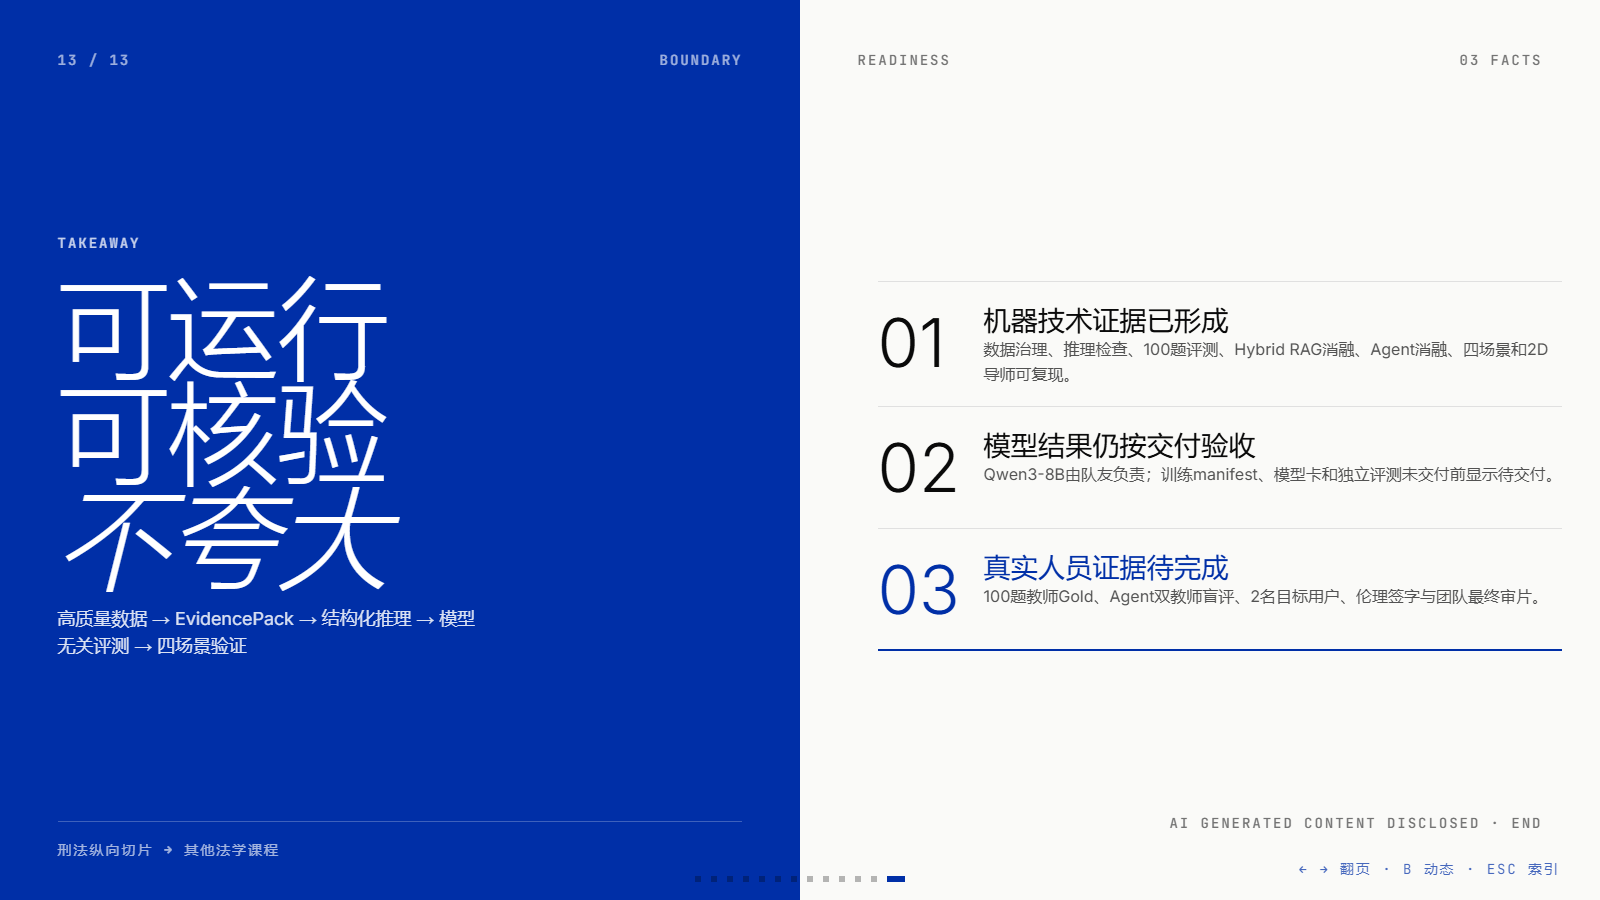 13 / 13
BOUNDARY
TAKEAWAY
可运行
可核验
不夸大
高质量数据 → EvidencePack → 结构化推理 → 模型
无关评测 → 四场景验证
刑法纵向切片 → 其他法学课程
READINESS
03 FACTS
01
机器技术证据已形成
数据治理、推理检查、100题评测、Hybrid RAG消融、Agent消融、四场景和2D
导师可复现。
02
模型结果仍按交付验收
Qwen3-8B由队友负责；训练manifest、模型卡和独立评测未交付前显示待交付。
03
真实人员证据待完成
100题教师Gold、Agent双教师盲评、2名目标用户、伦理签字与团队最终审片。
AI GENERATED CONTENT DISCLOSED · END
← → 翻页 · B 动态 · ESC 索引